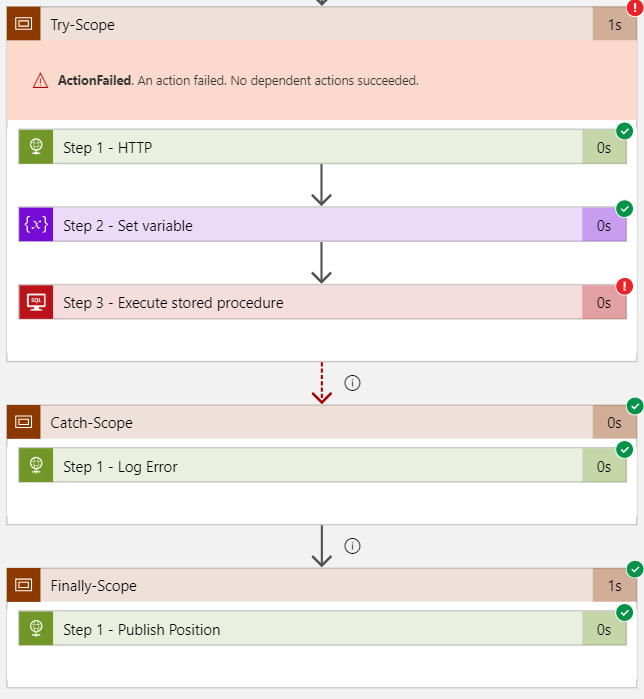 Try-Scope
1s
!
ActionFailed. An action failed. No dependent actions succeeded.
Step 1 - HTTP
0s
{x}
Step 2 - Set variable
0s
SQL
Step 3 - Execute stored procedure
0s
!
Catch-Scope
0s
Step 1 - Log Error
0s
Finally-Scope
1s
Step 1 - Publish Position
0s